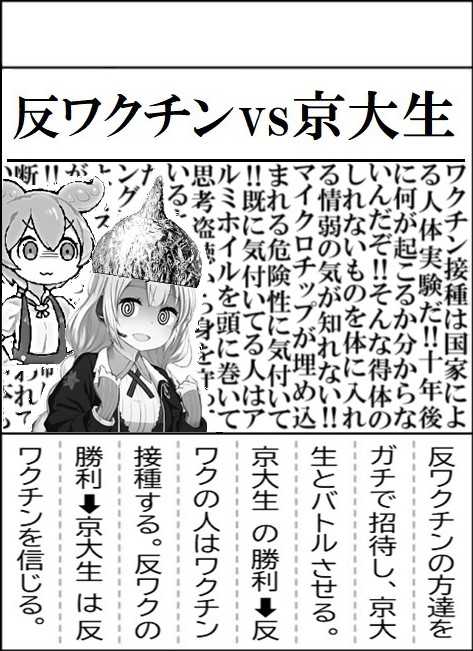 反ワクチンvs京大生
ワクチン接種は国家によ
る人体実験だ!!十年後
に何が起こるか分からな
いんだぞ!!そんな得体の
しれないものを体に入れ
る情弱の気が知れない!!
マイクロチップが埋め込
まれる危険性に気付いて
!!既に気付いてる人はア
ルミホイルを頭に巻いて
思考盗聴から身を守
いる
反ワクチンの方達を
ガチで招待し、京大
生とバトルさせる。
京大生 の勝利➡反
ワクの人はワクチン
接種する。反ワクの
勝利➡京大生 は反
ワクチンを信じる。